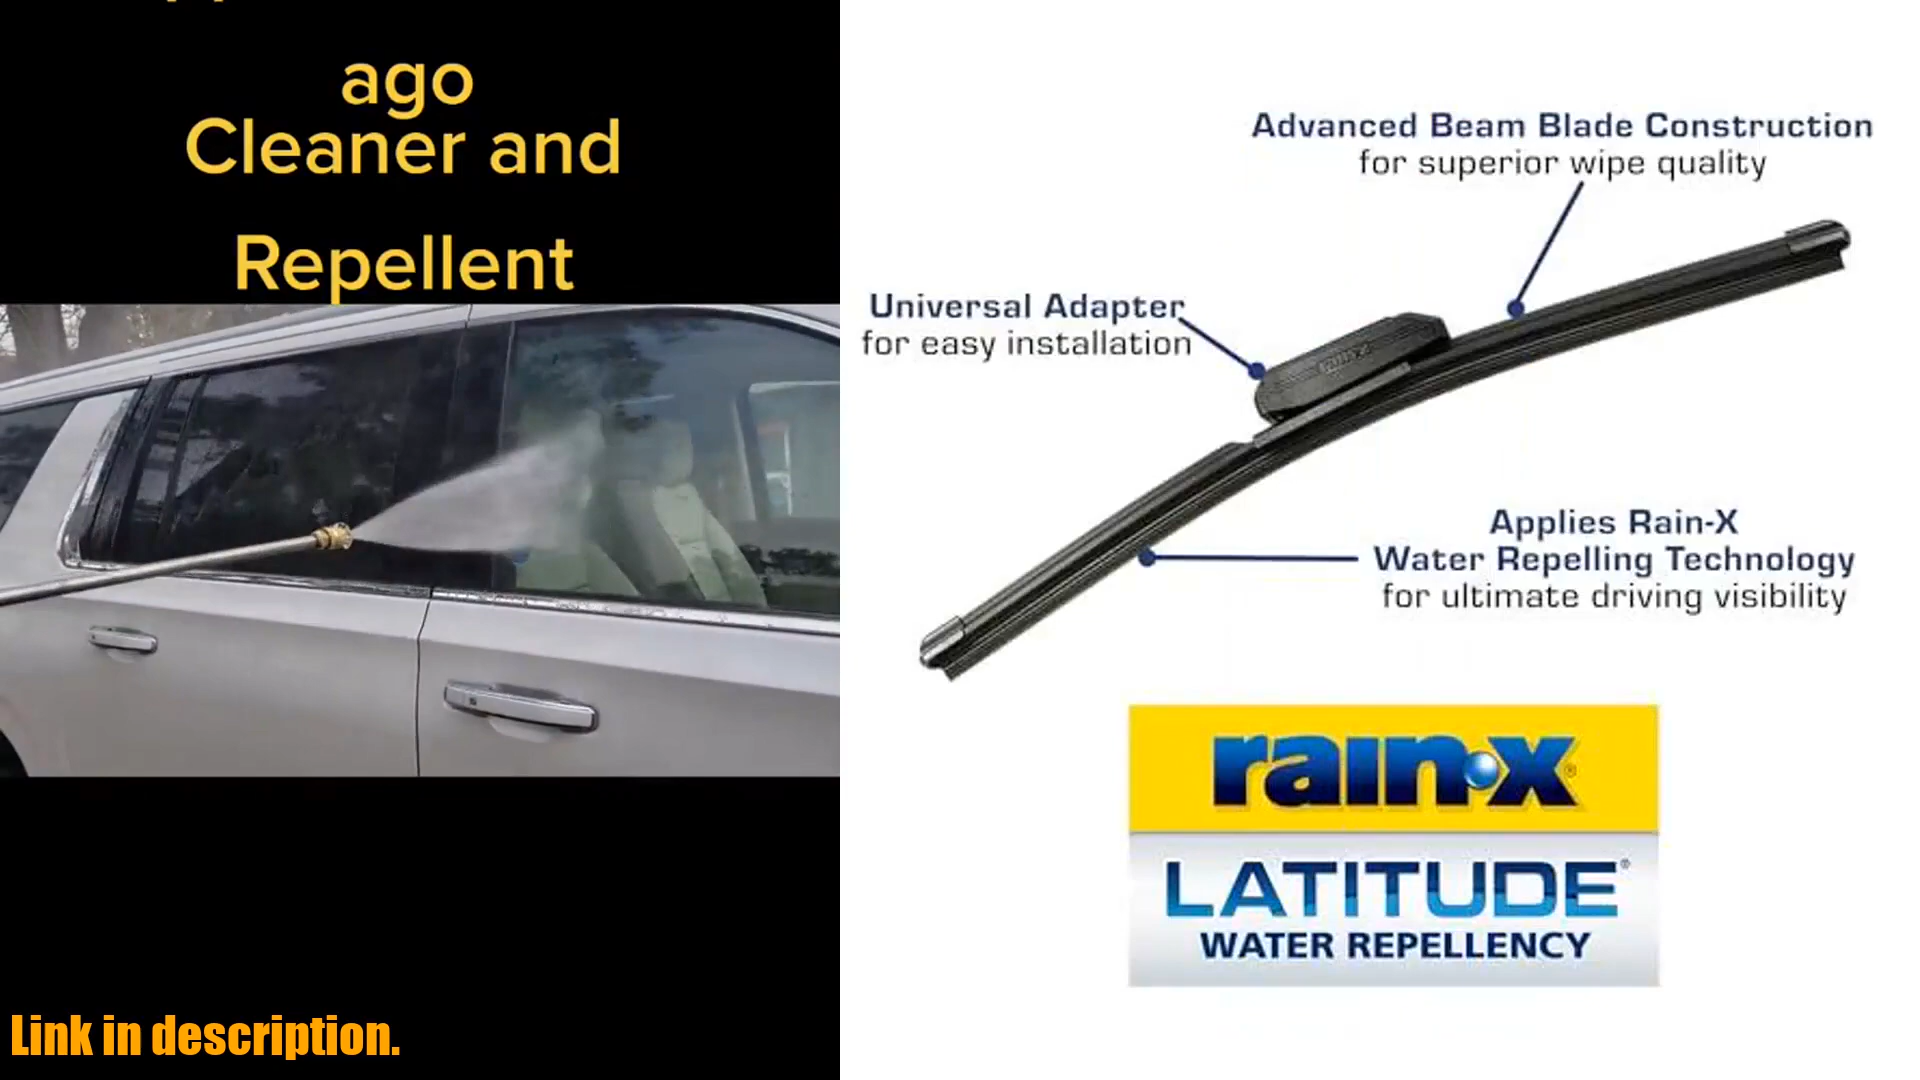 ago
Cleaner and
Repellent
Link in description.
Advanced Beam Blade Construction
for superior wipe quality
Universal Adapter
for easy installation
Applies Rain-X
Water Repelling Technology
for ultimate driving visibility
rain-x®
LATITUDE®
WATER REPELLENCY